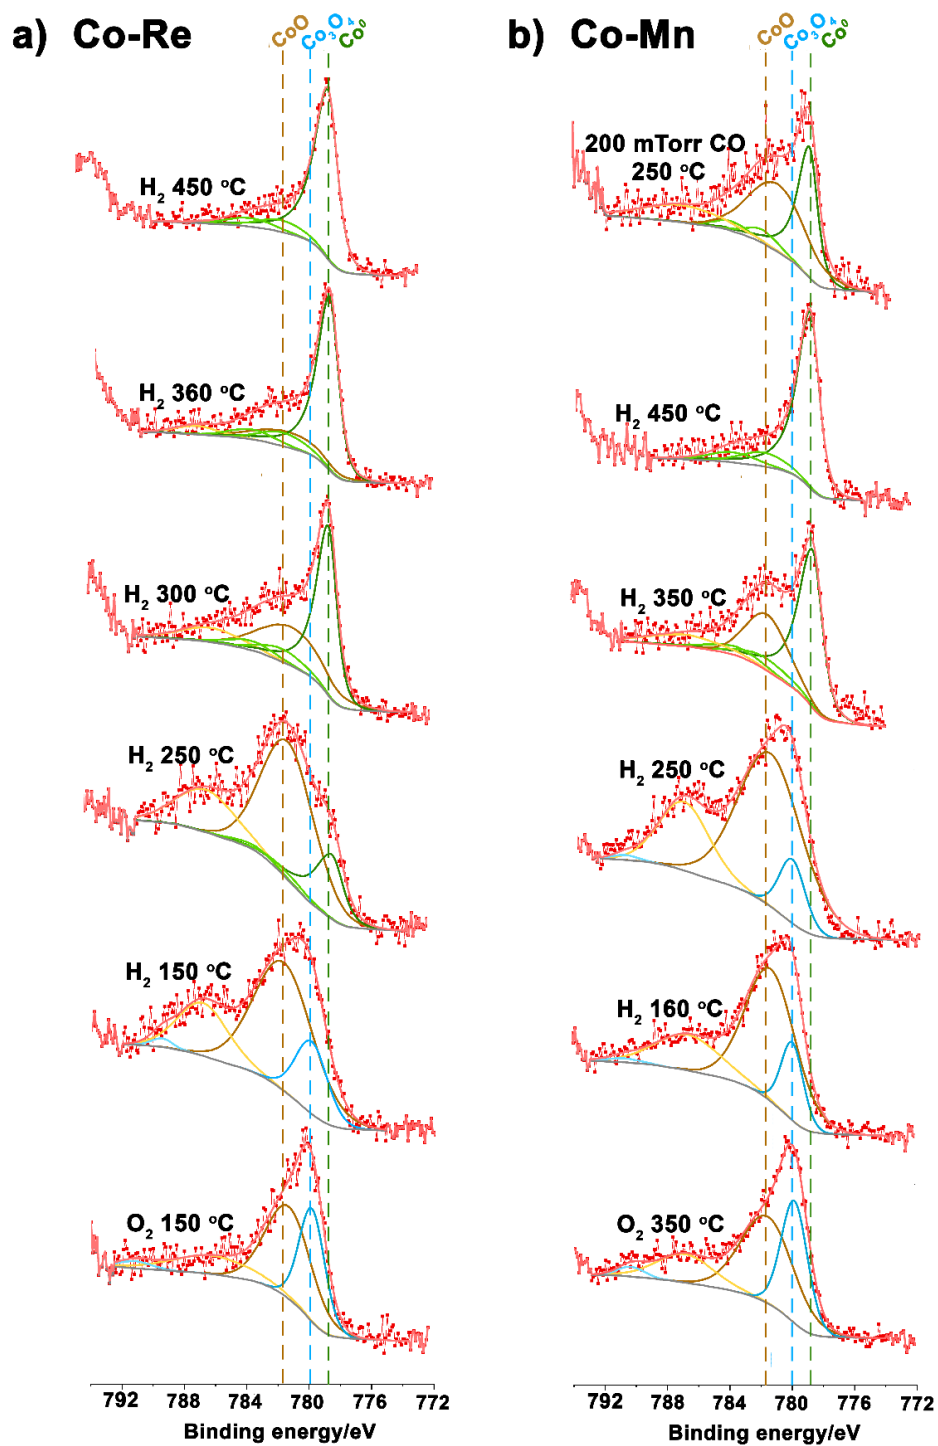 a) Co-Re
CoO
Co₃O₄
Co⁰
H₂ 450 °C
H₂ 360 °C
H₂ 300 °C
H₂ 250 °C
H₂ 150 °C
O₂ 150 °C
792 788 784 780 776 772
Binding energy/eV
b) Co-Mn
CoO
Co₃O₄
Co⁰
200 mTorr CO
250 °C
H₂ 450 °C
H₂ 350 °C
H₂ 250 °C
H₂ 160 °C
O₂ 350 °C
792 788 784 780 776 772
Binding energy/eV